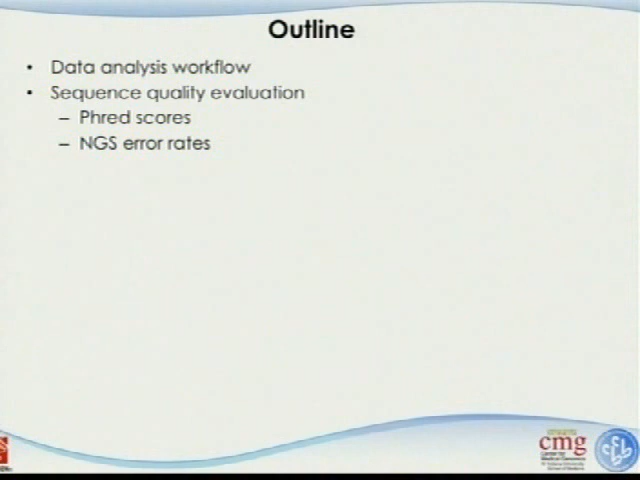 Outline
• Data analysis workflow
• Sequence quality evaluation
– Phred scores
– NGS error rates
cmg